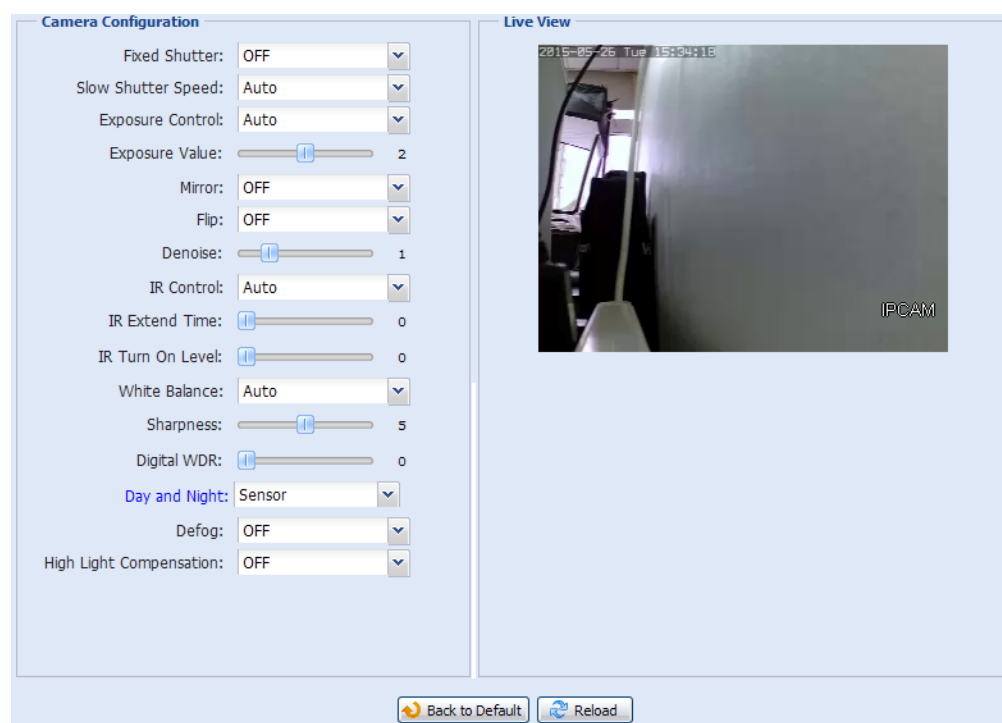 Camera Configuration
Fixed Shutter: OFF
Slow Shutter Speed: Auto
Exposure Control: Auto
Exposure Value: 2
Mirror: OFF
Flip: OFF
Denoise: 1
IR Control: Auto
IR Extend Time: 0
IR Turn On Level: 0
White Balance: Auto
Sharpness: 5
Digital WDR: 0
Day and Night: Sensor
Defog: OFF
High Light Compensation: OFF
Live View
2015-05-26 Tue 15:34:18
IPCAM
Back to Default
Reload